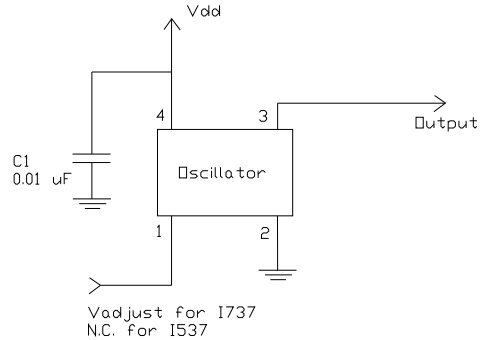 Vdd
4
3
Output
C1
0.01 uF
Oscillator
1
2
Vadjust for I737
N.C. for I537